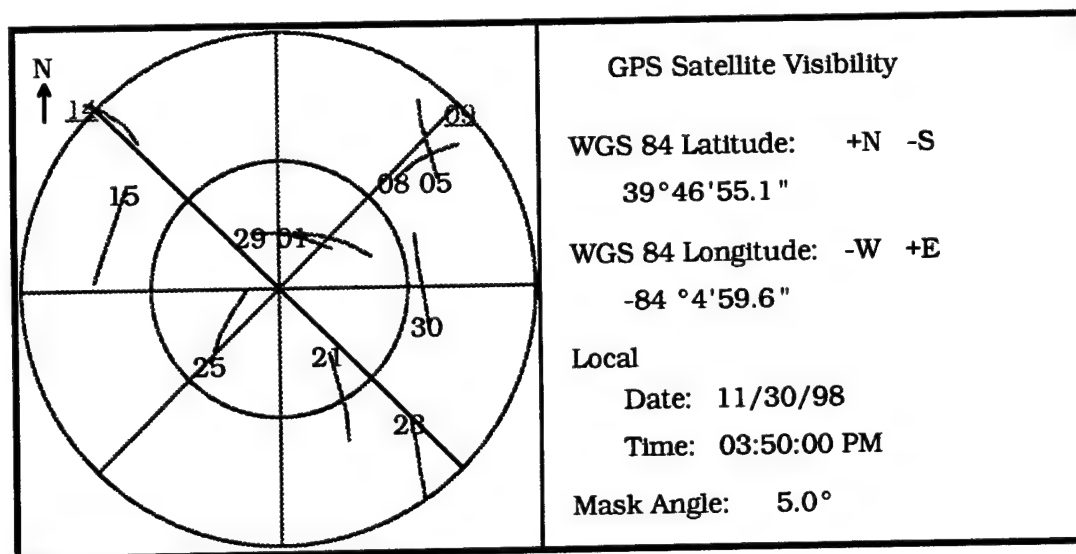 N
09
08 05
15
29 01
30
21
25
GPS Satellite Visibility
WGS 84 Latitude: +N -S
39°46'55.1"
WGS 84 Longitude: -W +E
-84 °4'59.6"
Local
Date: 11/30/98
Time: 03:50:00 PM
Mask Angle: 5.0°